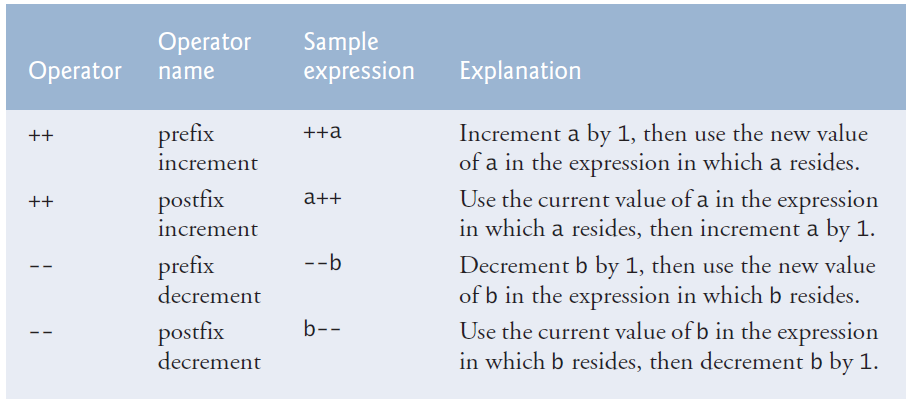 Operator Operator name Sample expression Explanation
++ prefix increment ++a Increment a by 1, then use the new value
of a in the expression in which a resides.
++ postfix increment a++ Use the current value of a in the expression
in which a resides, then increment a by 1.
-- prefix decrement --b Decrement b by 1, then use the new value
of b in the expression in which b resides.
-- postfix decrement b-- Use the current value of b in the expression
in which b resides, then decrement b by 1.